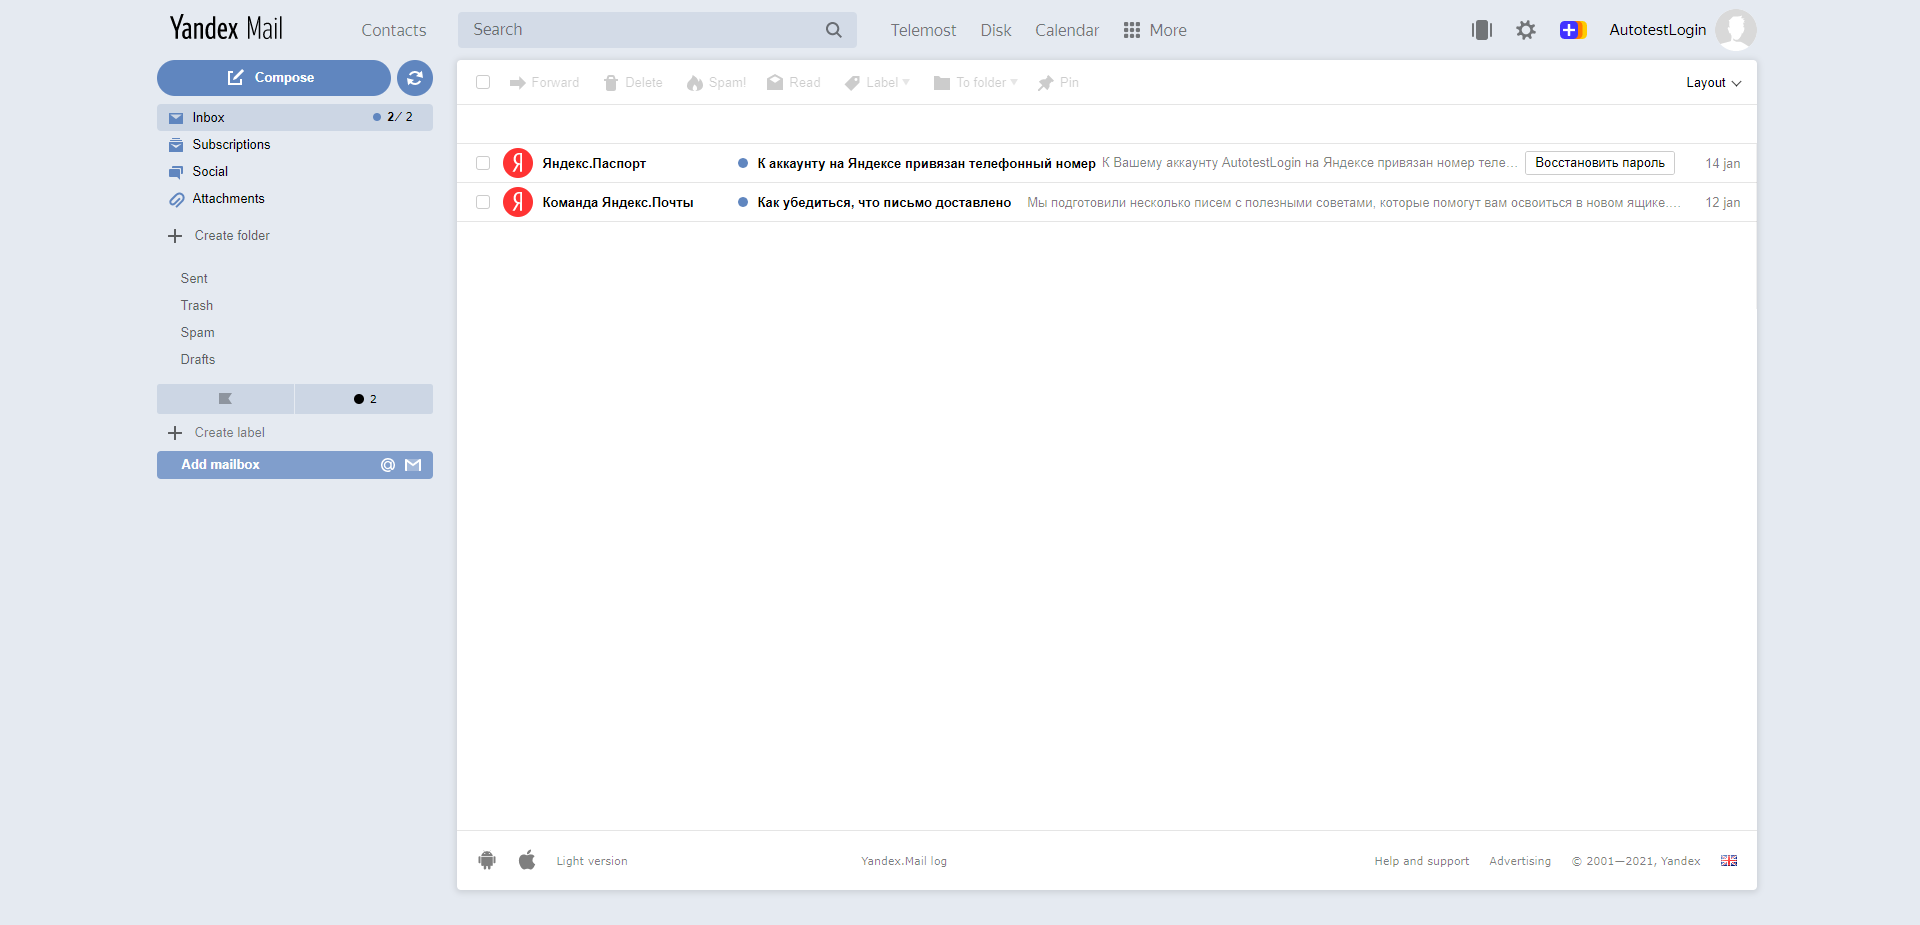 Yandex Mail
Contacts
Search
Telemost
Disk
Calendar
More
AutotestLogin
Compose
Forward
Delete
Spam!
Read
Label
To folder
Pin
Layout
Inbox
2 / 2
Subscriptions
Social
Attachments
Create folder
Sent
Trash
Spam
Drafts
2
Create label
Add mailbox
Яндекс.Паспорт
К аккаунту на Яндексе привязан телефонный номер
К Вашему аккаунту AutotestLogin на Яндексе привязан номер теле...
Восстановить пароль
14 jan
Команда Яндекс.Почты
Как убедиться, что письмо доставлено
Мы подготовили несколько писем с полезными советами, которые помогут вам освоиться в новом ящике....
12 jan
Light version
Yandex.Mail log
Help and support
Advertising
© 2001—2021, Yandex